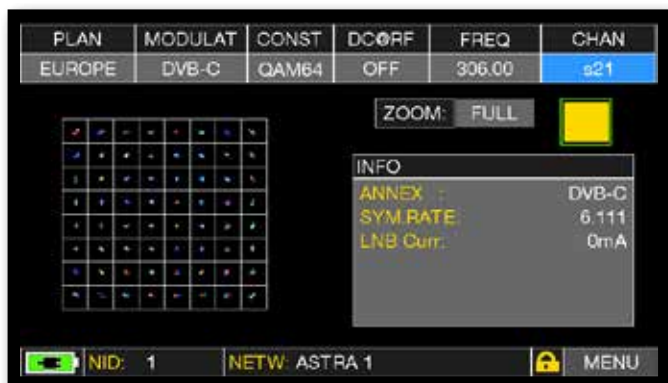 PLAN MODULAT CONST DC@RF FREQ CHAN
EUROPE DVB-C QAM64 OFF 306.00 s21
ZOOM: FULL
INFO
ANNEX : DVB-C
SYM.RATE: 6.111
LNB Curr.: 0mA
NID: 1 NETW: ASTRA 1 MENU